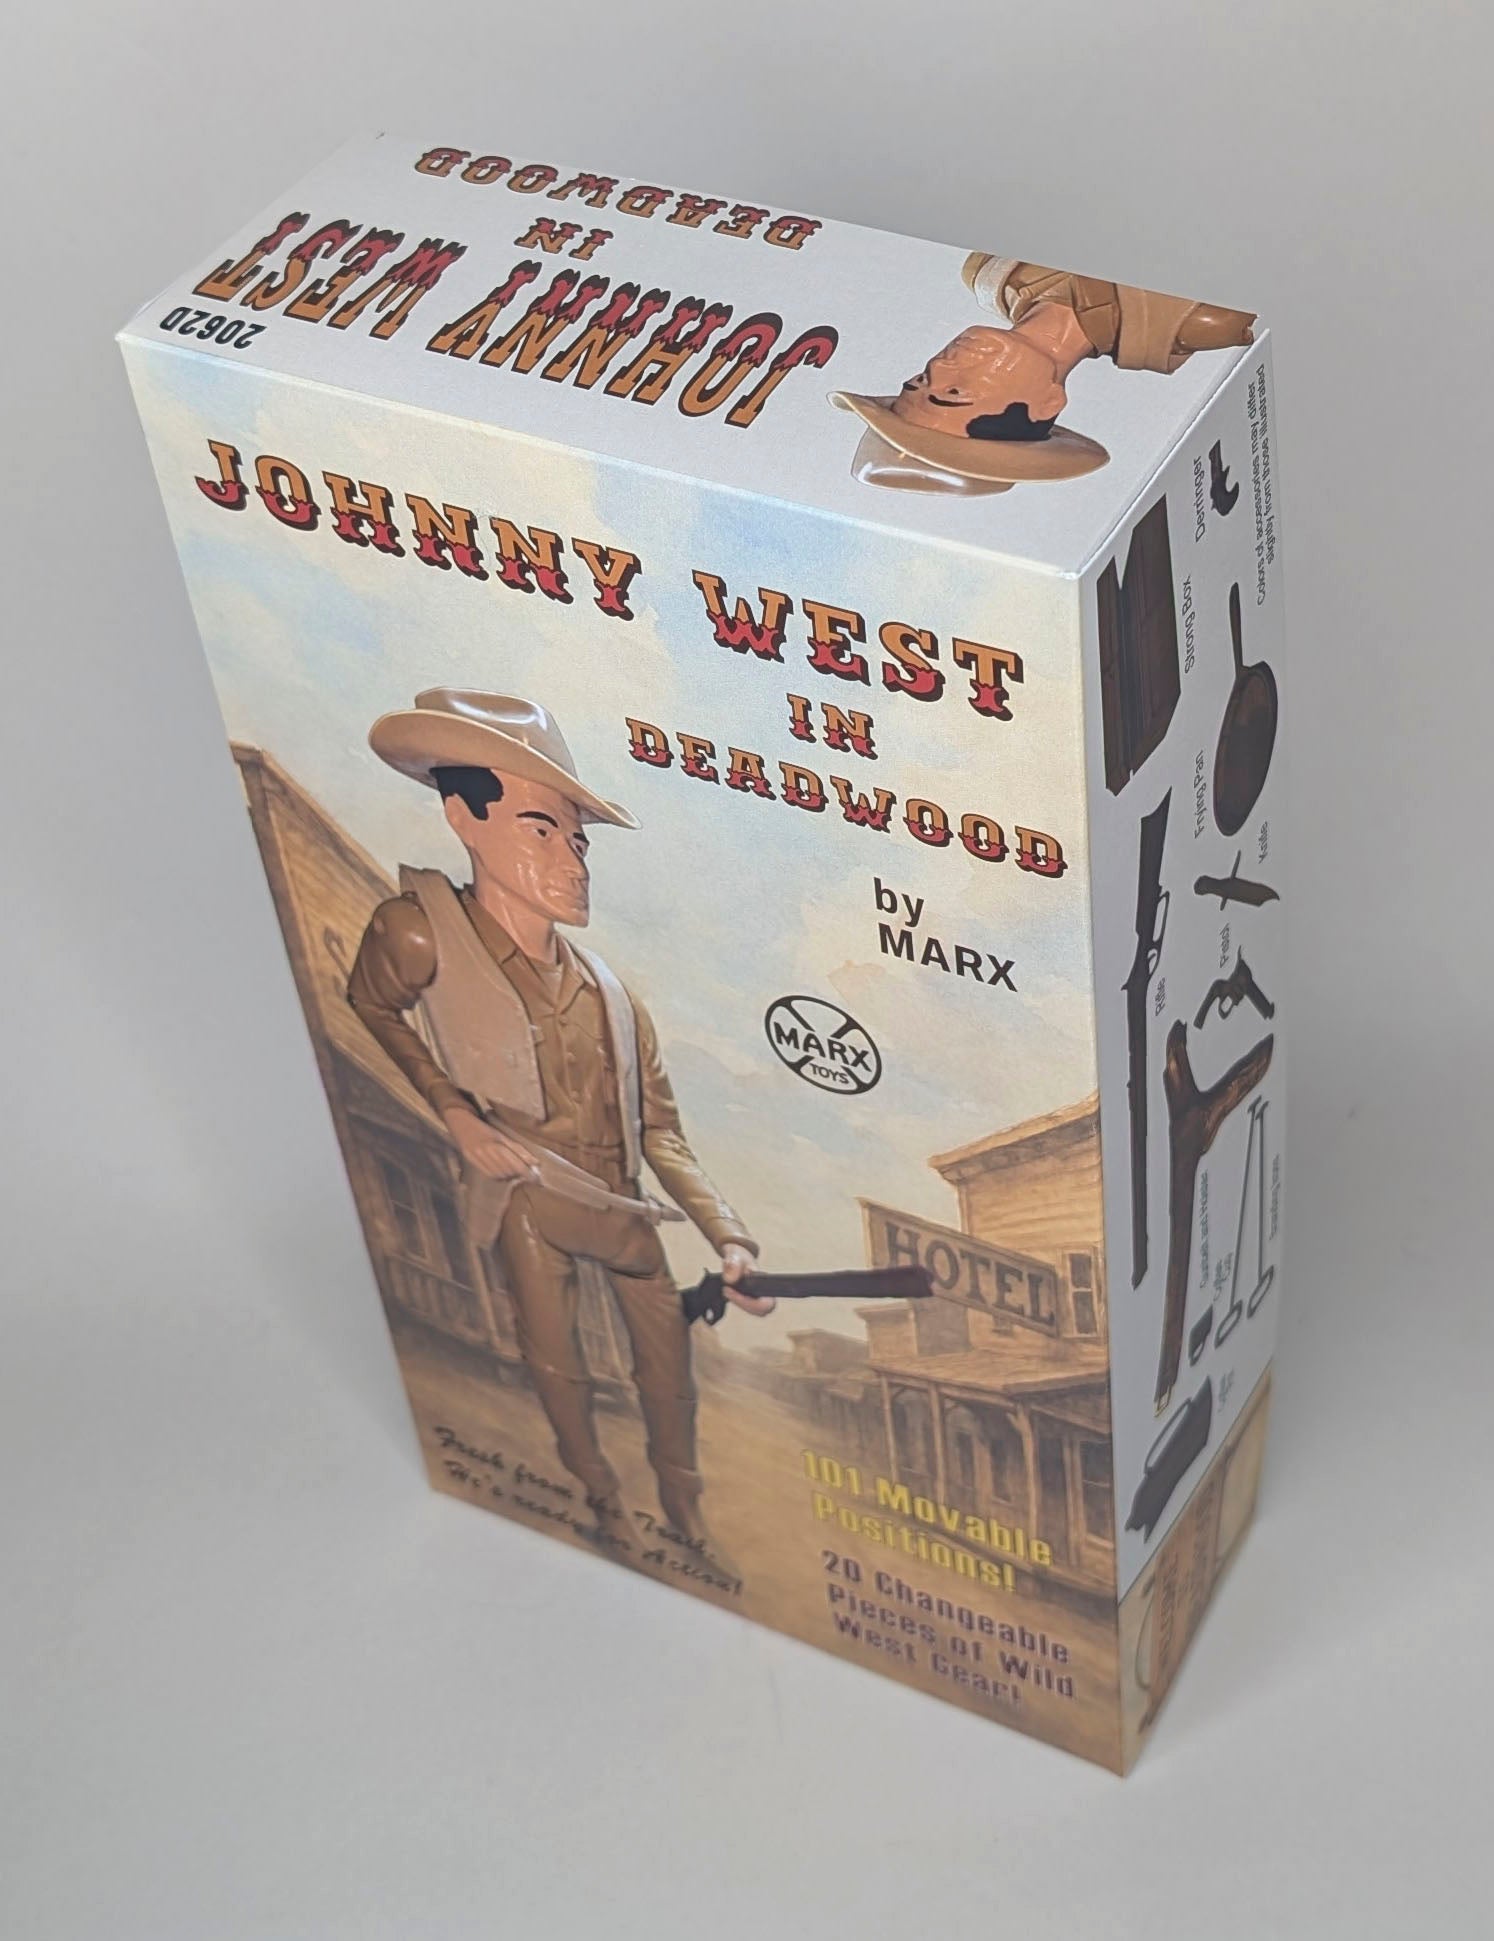 JOHNNY WEST
IN
DEADWOOD
2062D
JOHNNY WEST
IN
DEADWOOD
by
MARX
MARX
TOYS
HOTEL
Fresh from the Trail.
He's ready for Action!
101 Movable
Positions!
20 Changeable
Pieces of Wild
West Gear!
Colors of accessories may differ
slightly from those illustrated
Derringer
Strong Box
Frying Pan
Knife
Pistol
Rifle